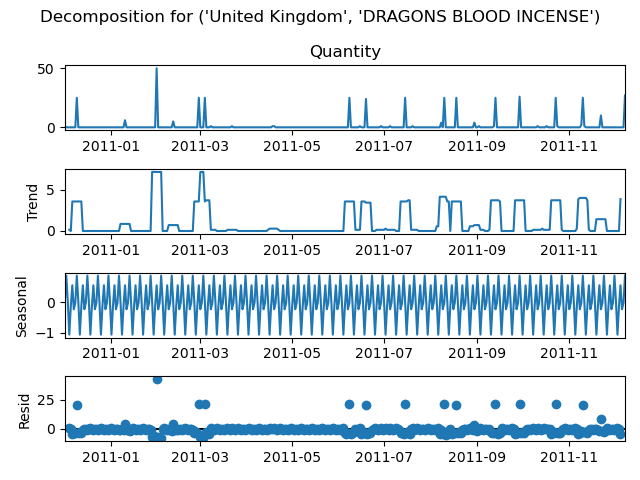 Decomposition for ('United Kingdom', 'DRAGONS BLOOD INCENSE')
Quantity
50
0
2011-01 2011-03 2011-05 2011-07 2011-09 2011-11
Trend
5
0
2011-01 2011-03 2011-05 2011-07 2011-09 2011-11
Seasonal
0
−1
2011-01 2011-03 2011-05 2011-07 2011-09 2011-11
Resid
25
0
2011-01 2011-03 2011-05 2011-07 2011-09 2011-11